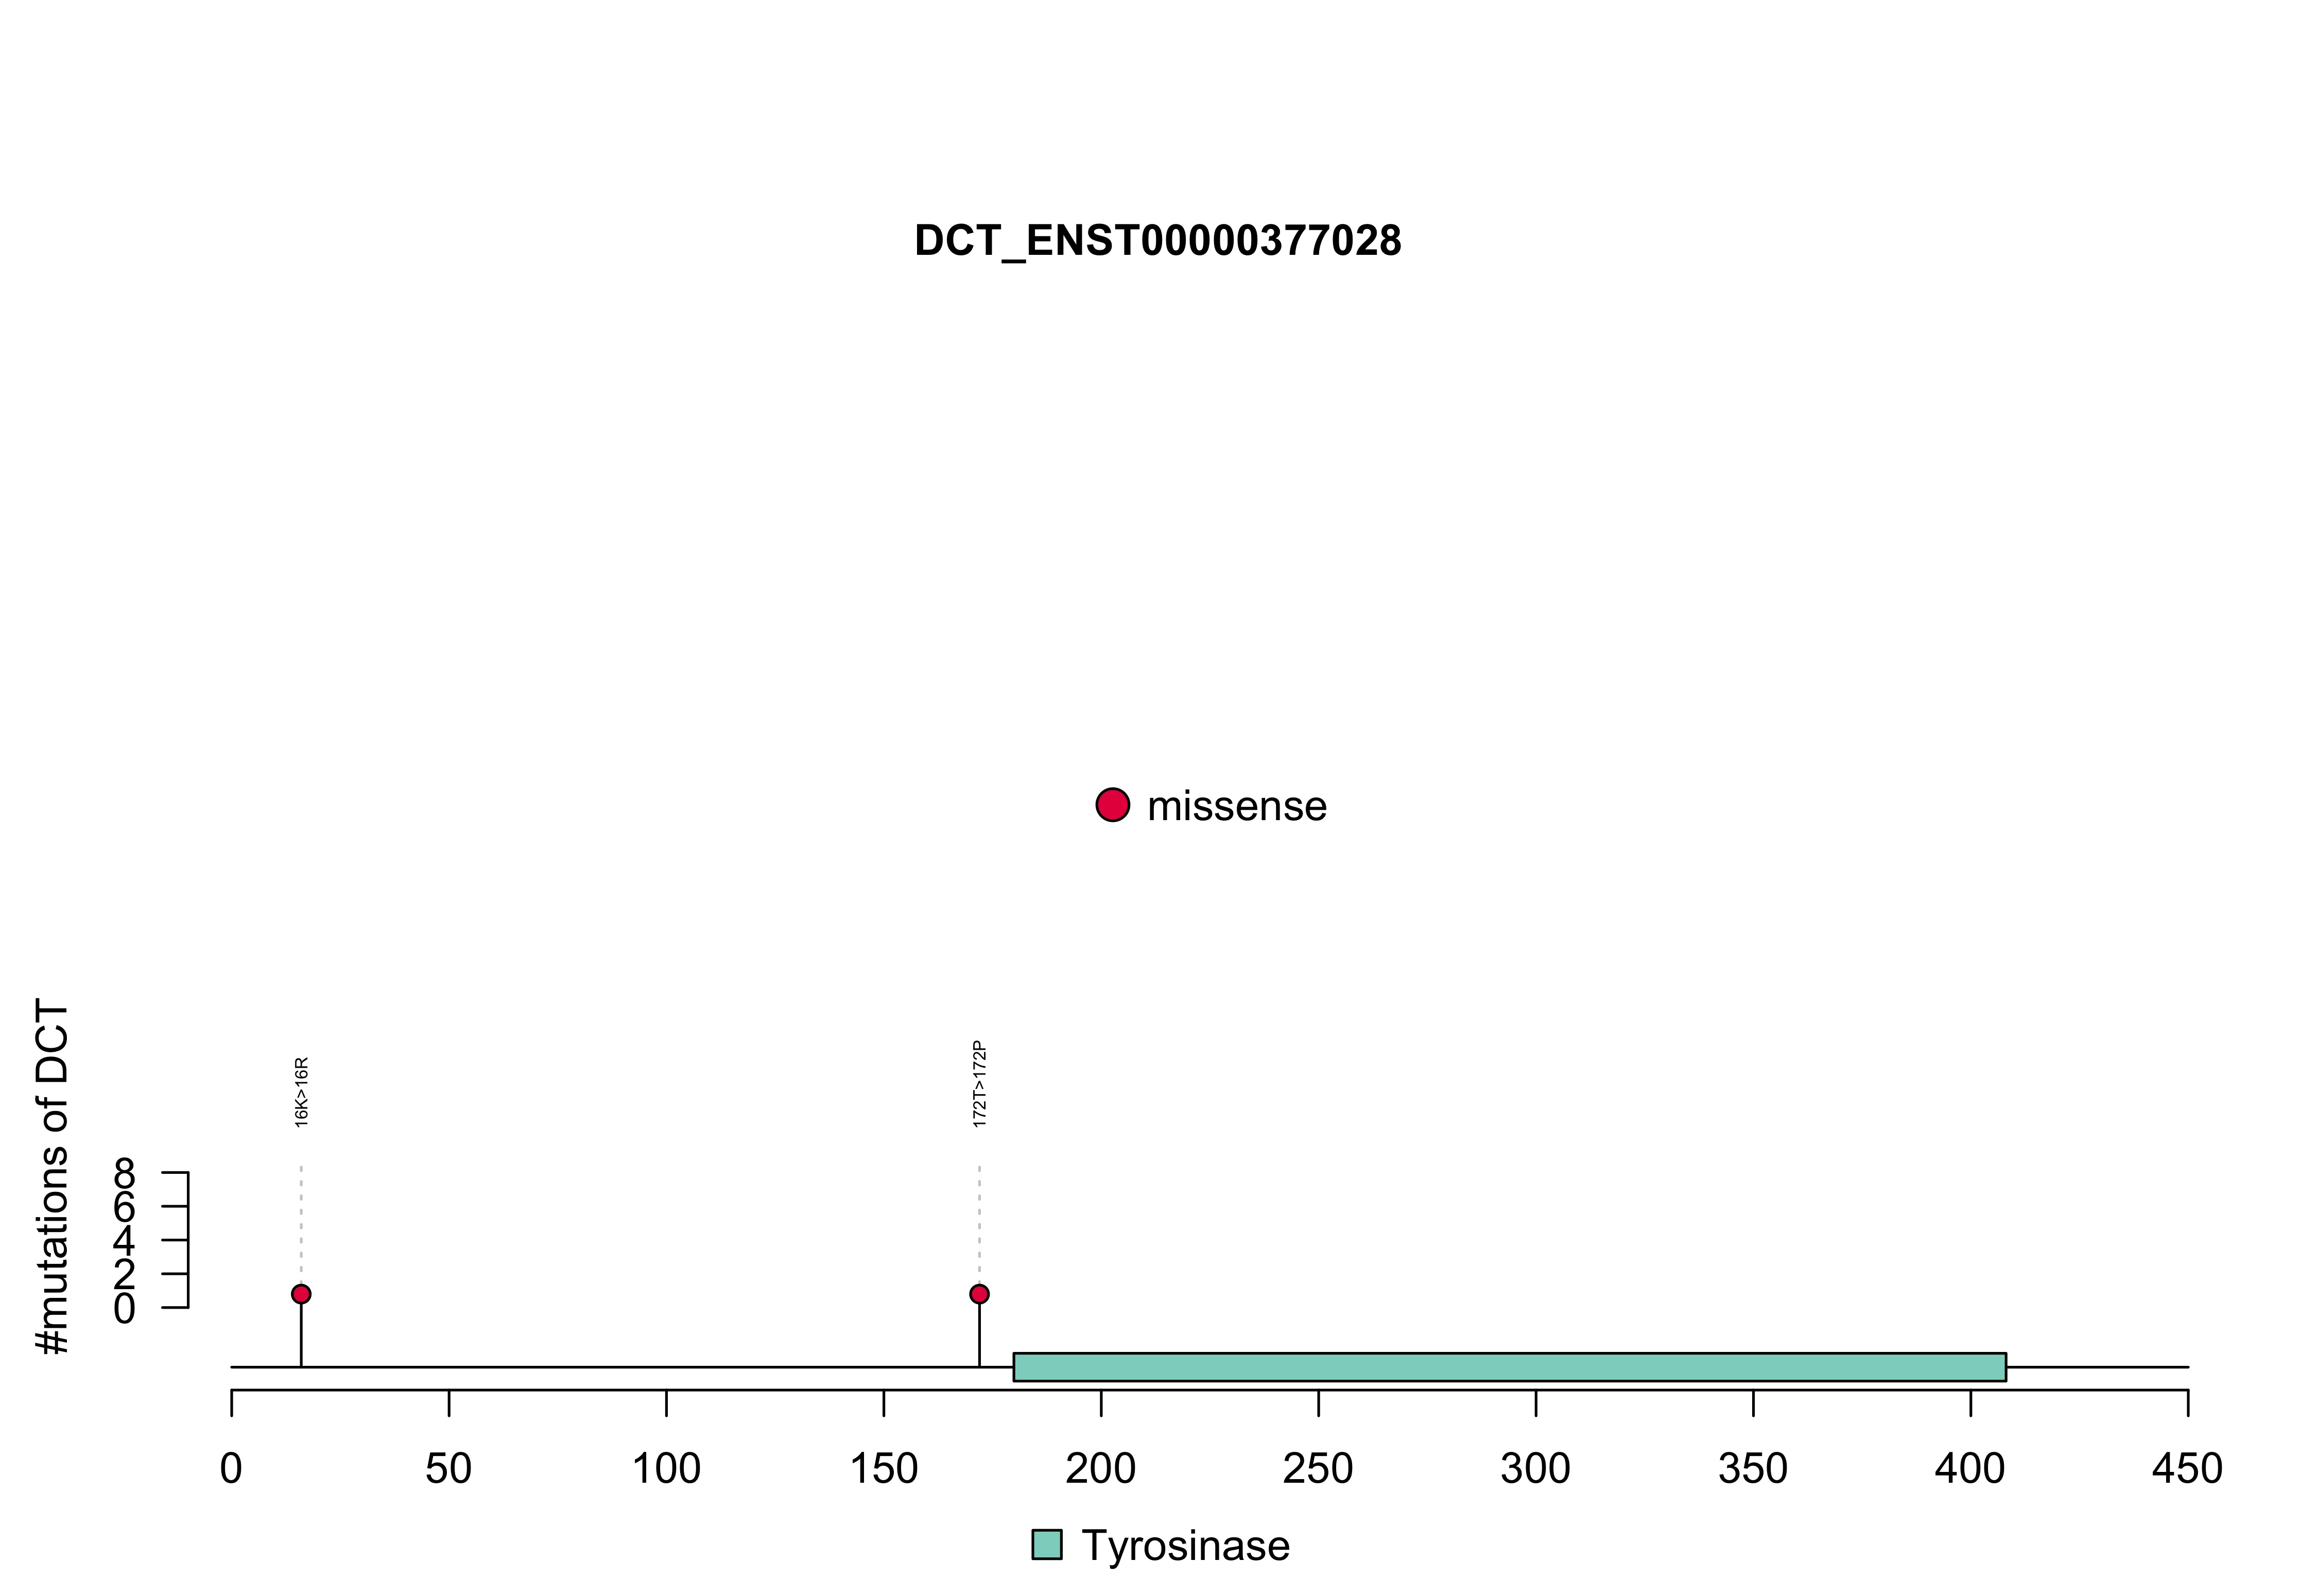 DCT_ENST00000377028
missense
#mutations of DCT
16K>16R
172T>172P
8
6
4
2
0
0 50 100 150 200 250 300 350 400 450
Tyrosinase